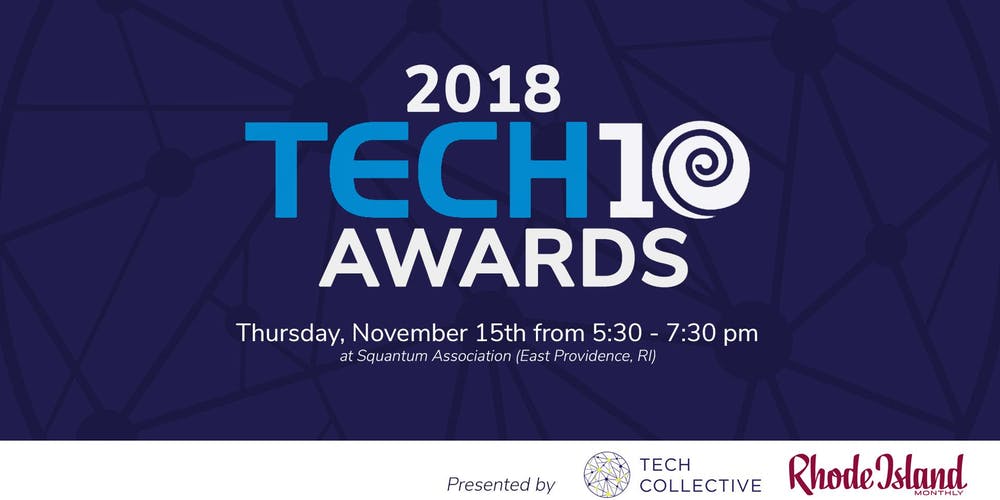 2018
TECH10
AWARDS
Thursday, November 15th from 5:30 - 7:30 pm
at Squantum Association (East Providence, RI)
Presented by
TECH
COLLECTIVE
Rhode Island
MONTHLY